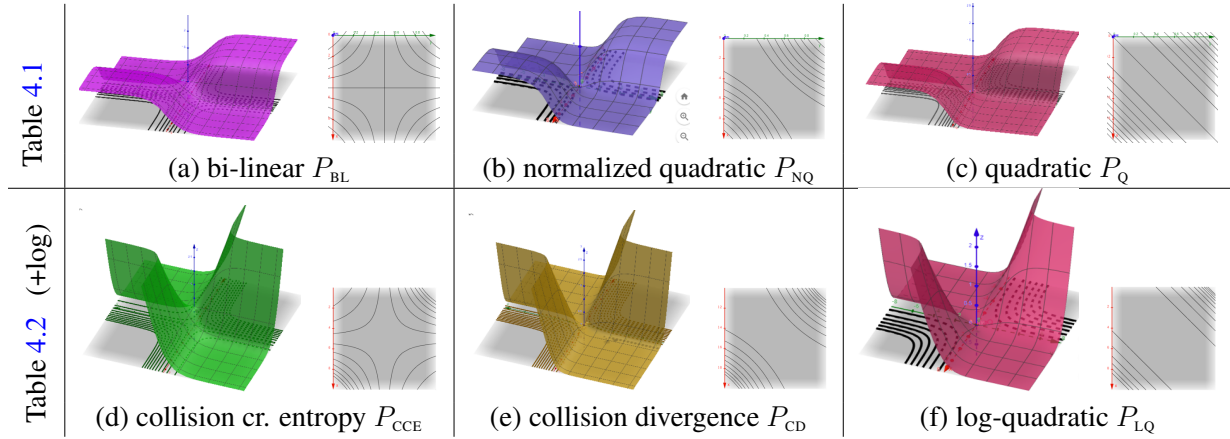 Table 4.1
(a) bi-linear P_BL
(b) normalized quadratic P_NQ
(c) quadratic P_Q
Table 4.2 (+log)
(d) collision cr. entropy P_CCE
(e) collision divergence P_CD
(f) log-quadratic P_LQ